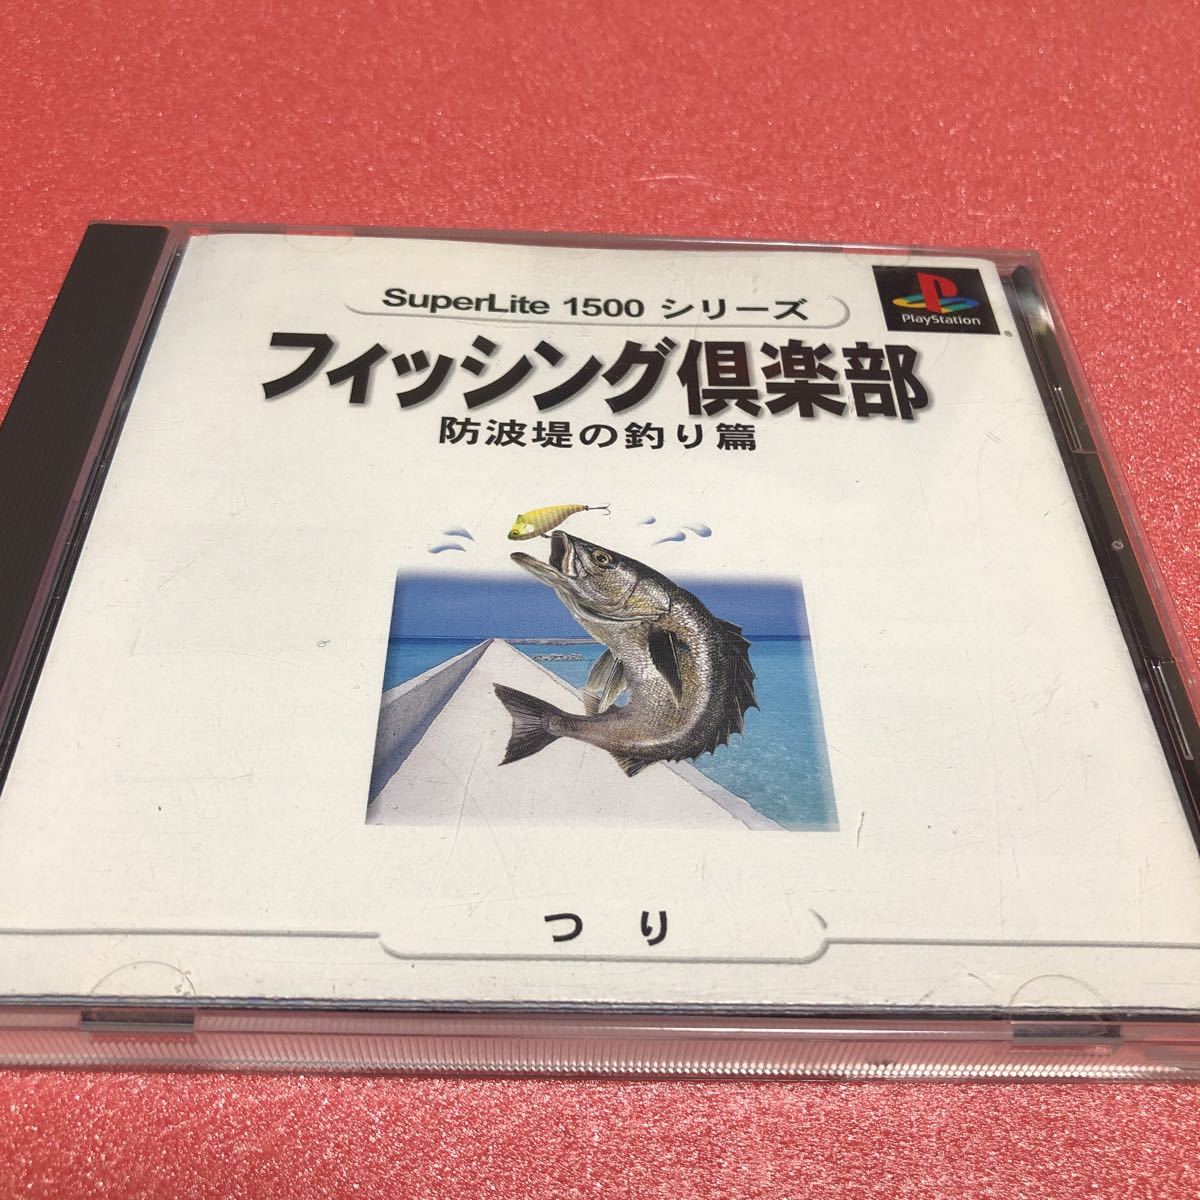 SuperLite 1500 シリーズ
PlayStation
®
フィッシング倶楽部
防波堤の釣り篇
つり